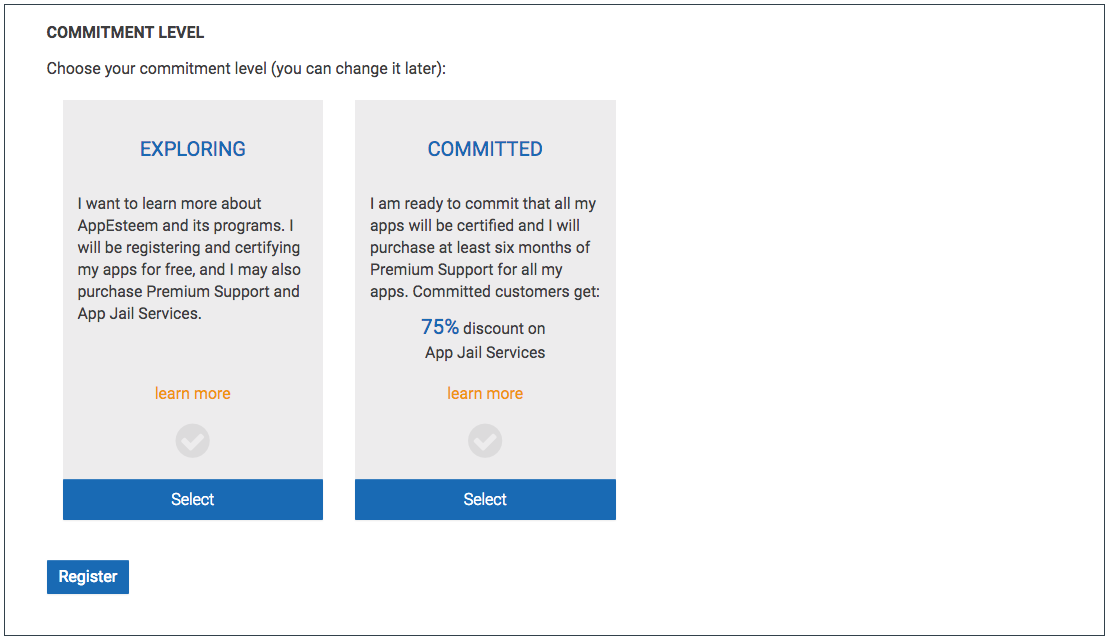 COMMITMENT LEVEL
Choose your commitment level (you can change it later):
EXPLORING
I want to learn more about
AppEsteem and its programs. I
will be registering and certifying
my apps for free, and I may also
purchase Premium Support and
App Jail Services.
learn more
Select
COMMITTED
I am ready to commit that all my
apps will be certified and I will
purchase at least six months of
Premium Support for all my
apps. Committed customers get:
75% discount on
App Jail Services
learn more
Select
Register